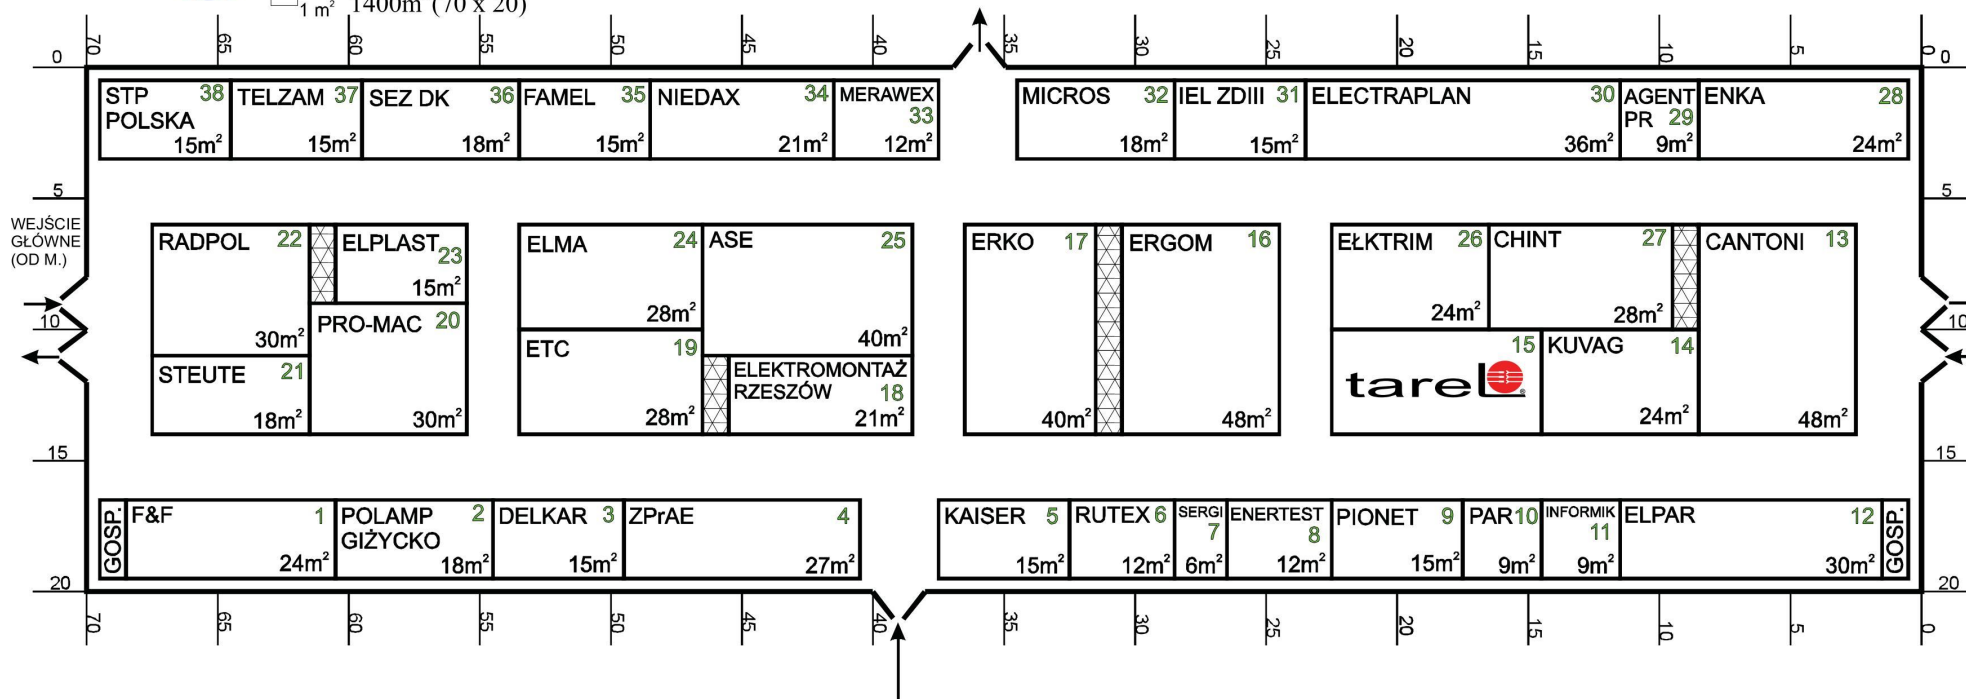 1 m² 1400m (70 x 20)
70 65 60 55 50 45 40 35 30 25 20 15 10 5 0
0 0
STP 38 TELZAM 37 SEZ DK 36 FAMEL 35 NIEDAX 34 MERAWEX MICROS 32 IEL ZDIII 31 ELECTRAPLAN 30 AGENT ENKA 28
POLSKA 33 PR 29
15m² 15m² 18m² 15m² 21m² 12m² 18m² 15m² 36m² 9m² 24m²
5 5
WEJŚCIE
GŁÓWNE
(OD M.)
RADPOL 22 ELPLAST ELMA 24 ASE 25 ERKO 17 ERGOM 16 EŁKTRIM 26 CHINT 27 CANTONI 13
23
15m²
28m² 24m² 28m²
10 10
PRO-MAC 20
30m² 40m²
ETC 19 15 KUVAG 14
STEUTE 21 ELEKTROMONTAŻ
RZESZÓW 18
tarel
®
18m² 30m² 28m² 21m² 40m² 48m² 24m² 48m²
15 15
GOSP. F&F 1 POLAMP 2 DELKAR 3 ZPrAE 4 KAISER 5 RUTEX 6 SERGI ENERTEST PIONET 9 PAR 10 INFORMIK ELPAR 12 GOSP.
GIŻYCKO 7 8 11
24m² 18m² 15m² 27m² 15m² 12m² 6m² 12m² 15m² 9m² 9m² 30m²
20 20
70 65 60 55 50 45 40 35 30 25 20 15 10 5 0